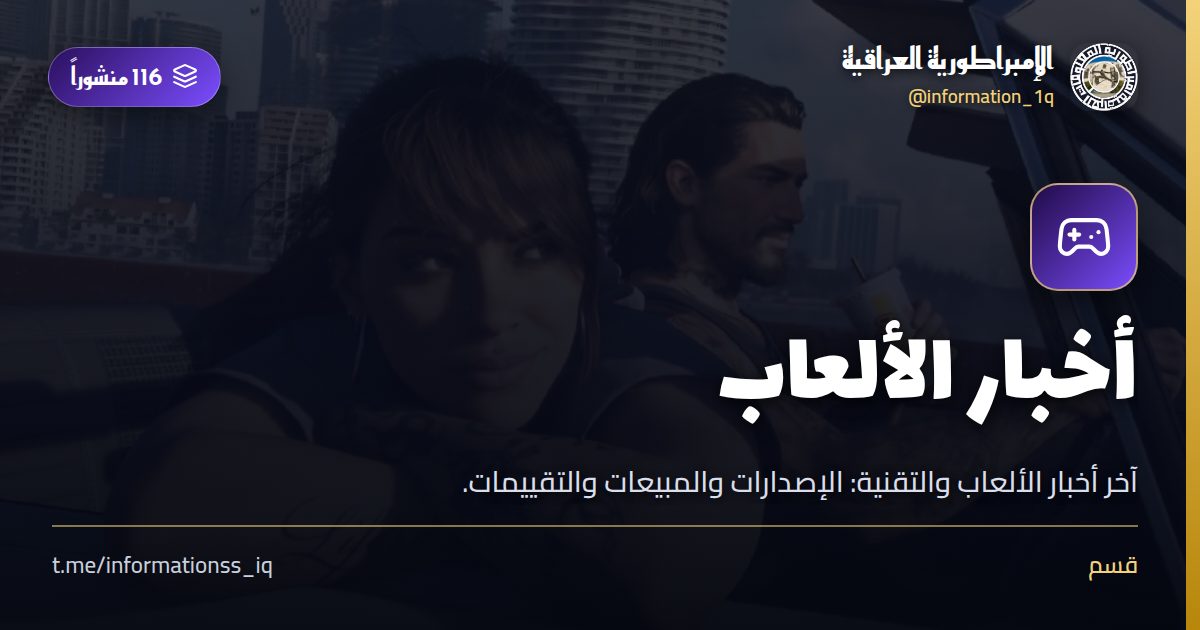 الإمبراطورية العراقية
@information_1q
116 منشوراً
أخبار الألعاب
آخر أخبار الألعاب والتقنية: الإصدارات والمبيعات والتقييمات.
قسم
t.me/informationss_iq